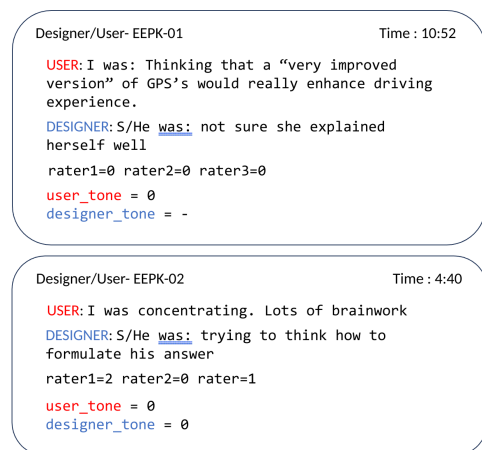 Designer/User- EEPK-01 Time : 10:52
USER: I was: Thinking that a “very improved
version” of GPS’s would really enhance driving
experience.
DESIGNER: S/He was: not sure she explained
herself well
rater1=0 rater2=0 rater3=0
user_tone = 0
designer_tone = -
Designer/User- EEPK-02 Time : 4:40
USER: I was concentrating. Lots of brainwork
DESIGNER: S/He was: trying to think how to
formulate his answer
rater1=2 rater2=0 rater=1
user_tone = 0
designer_tone = 0